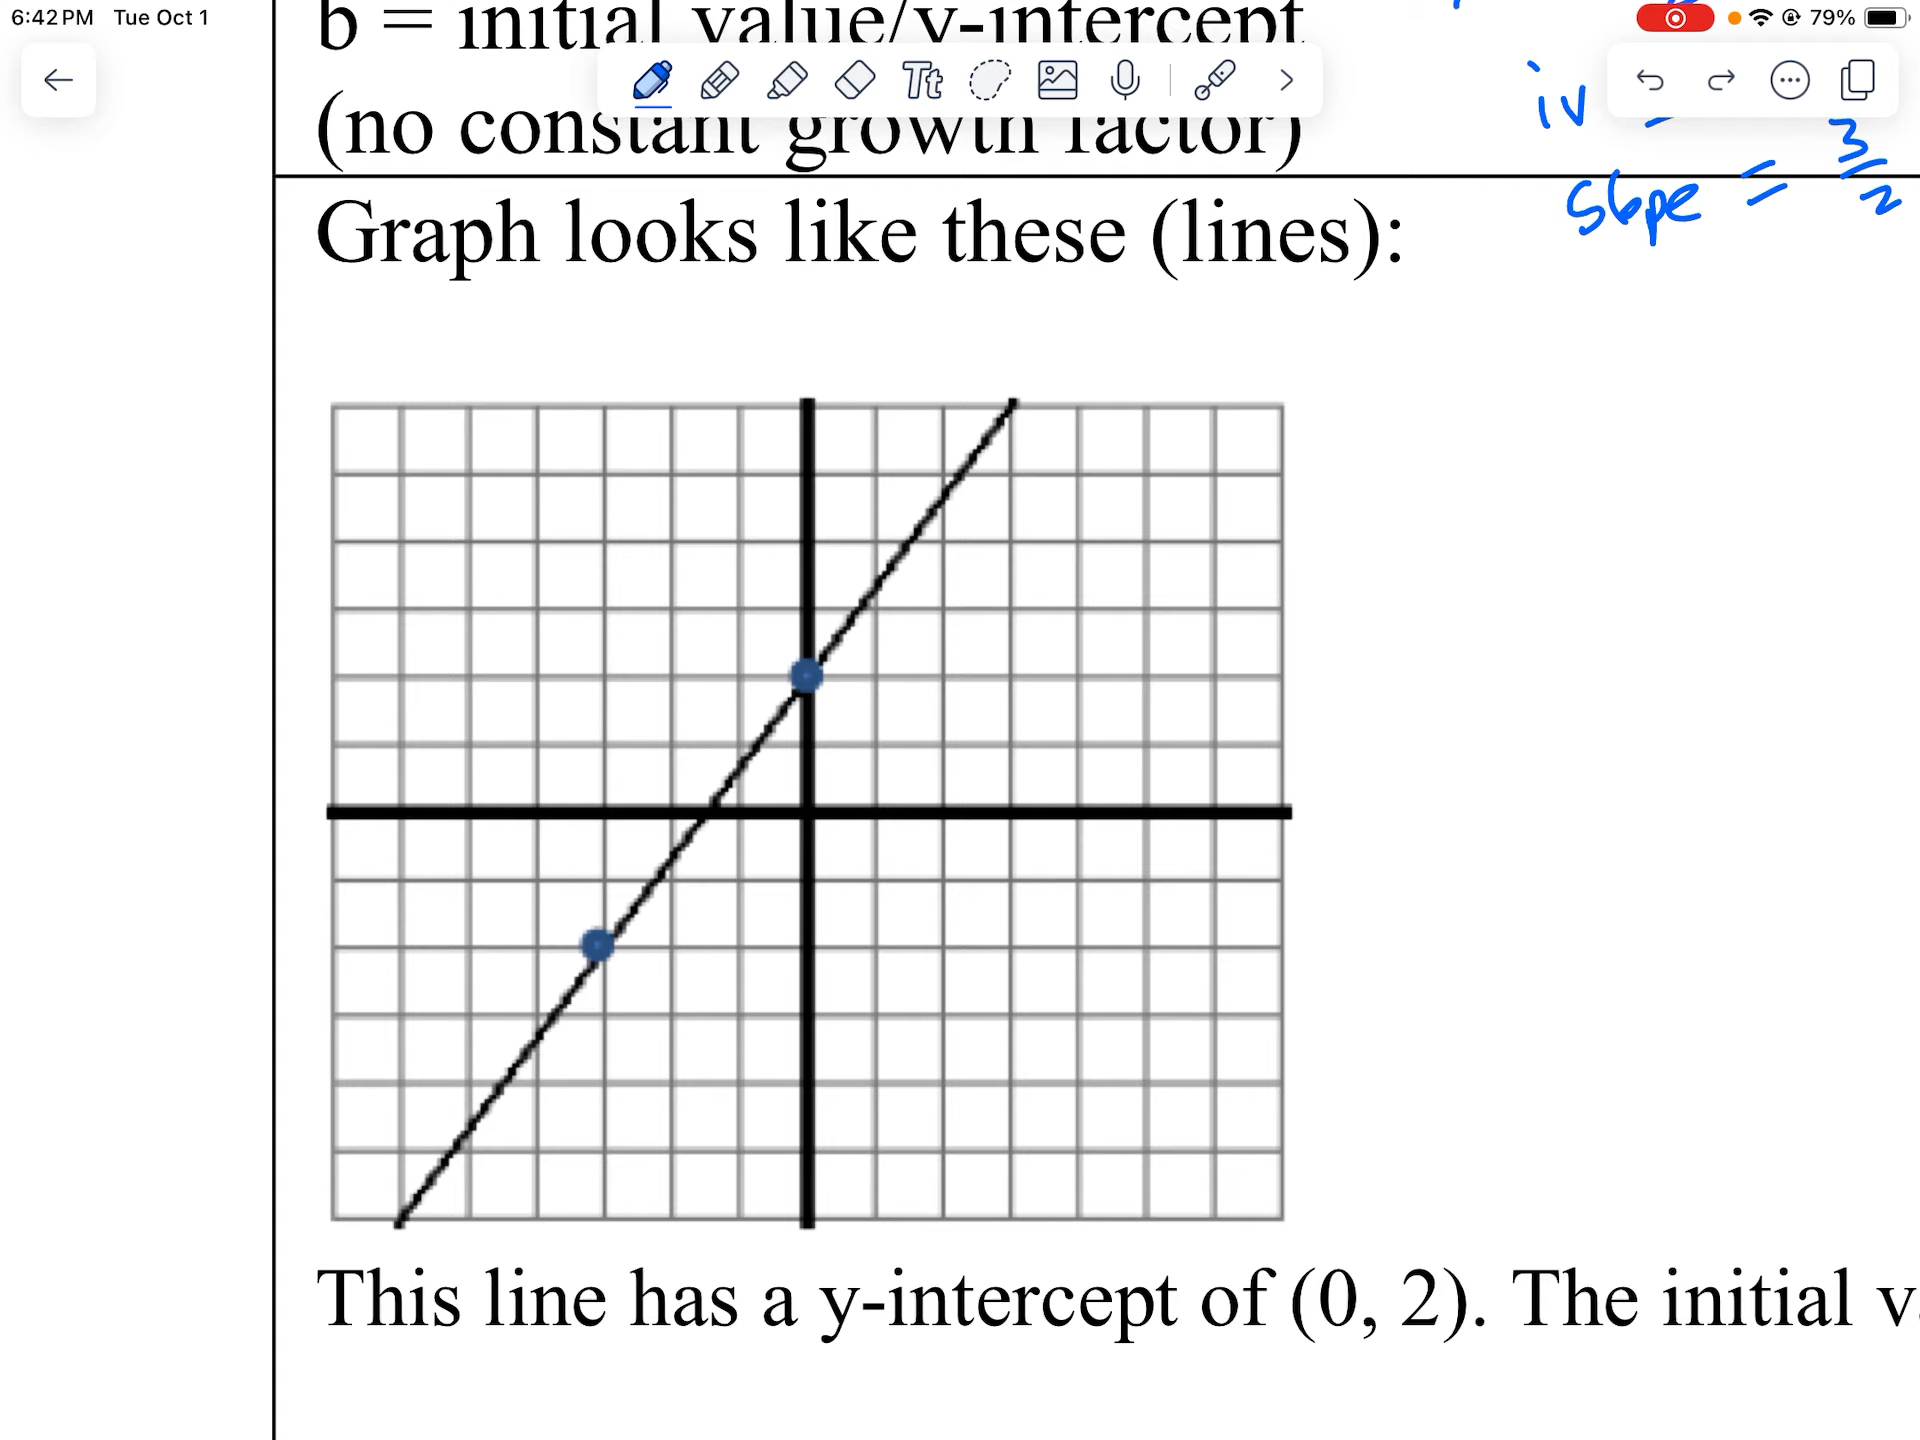 6:42 PM Tue Oct 1
79%
b = initial value/y-intercept
Tt
(no constant growth factor)
iv =
slope = 3/2
Graph looks like these (lines):
This line has a y-intercept of (0, 2). The initial v